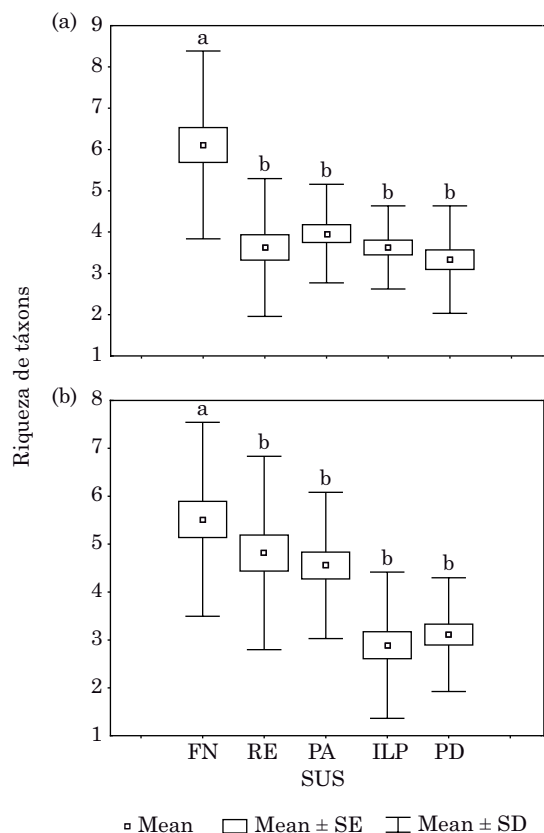 (a)
9
8
7
6
5
4
3
2
1
a
b
b
b
b
Riqueza de táxons
(b)
8
7
6
5
4
3
2
1
a
b
b
b
b
FN RE PA ILP PD
SUS
Mean Mean ± SE Mean ± SD